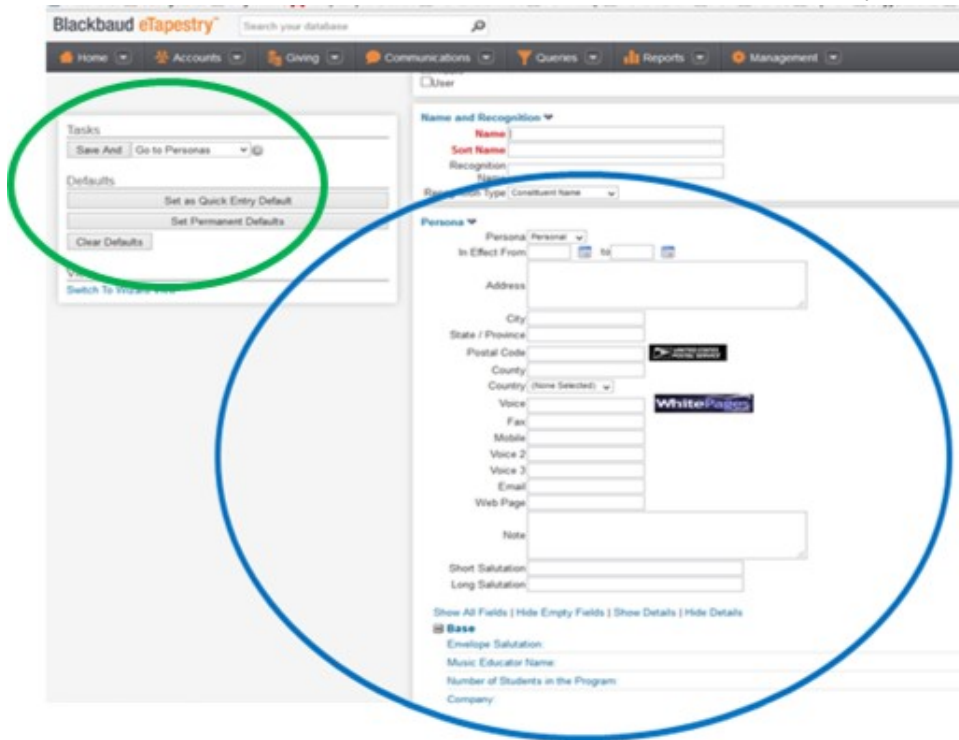 Blackbaud eTapestry™ Search your database
Home Accounts Giving Communications Queries Reports Management
User
Tasks
Save And Go to Personas
Defaults
Set as Quick Entry Default
Set Permanent Defaults
Clear Defaults
Switch To Wizard View
Name and Recognition
Name
Sort Name
Recognition
Name
Recognition Type Constituent Name
Persona
Persona Personal
In Effect From to
Address
City
State / Province
Postal Code UNITED STATES
POSTAL SERVICE
County
Country (None Selected)
Voice WhitePages
Fax
Mobile
Voice 2
Voice 3
Email
Web Page
Note
Short Salutation
Long Salutation
Show All Fields | Hide Empty Fields | Show Details | Hide Details
Base
Envelope Salutation:
Music Educator Name:
Number of Students in the Program:
Company: